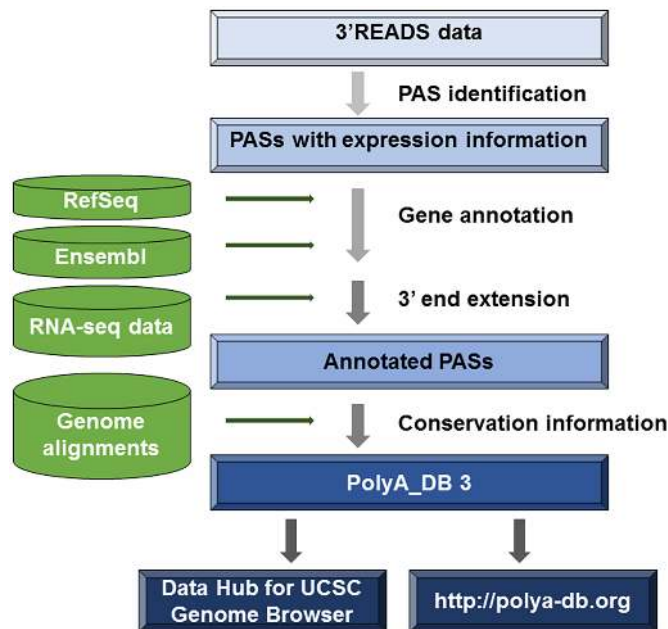 3'READS data
PAS identification
PASs with expression information
RefSeq
Gene annotation
Ensembl
3' end extension
RNA-seq data
Annotated PASs
Genome
alignments
Conservation information
PolyA_DB 3
Data Hub for UCSC
Genome Browser
http://polya-db.org